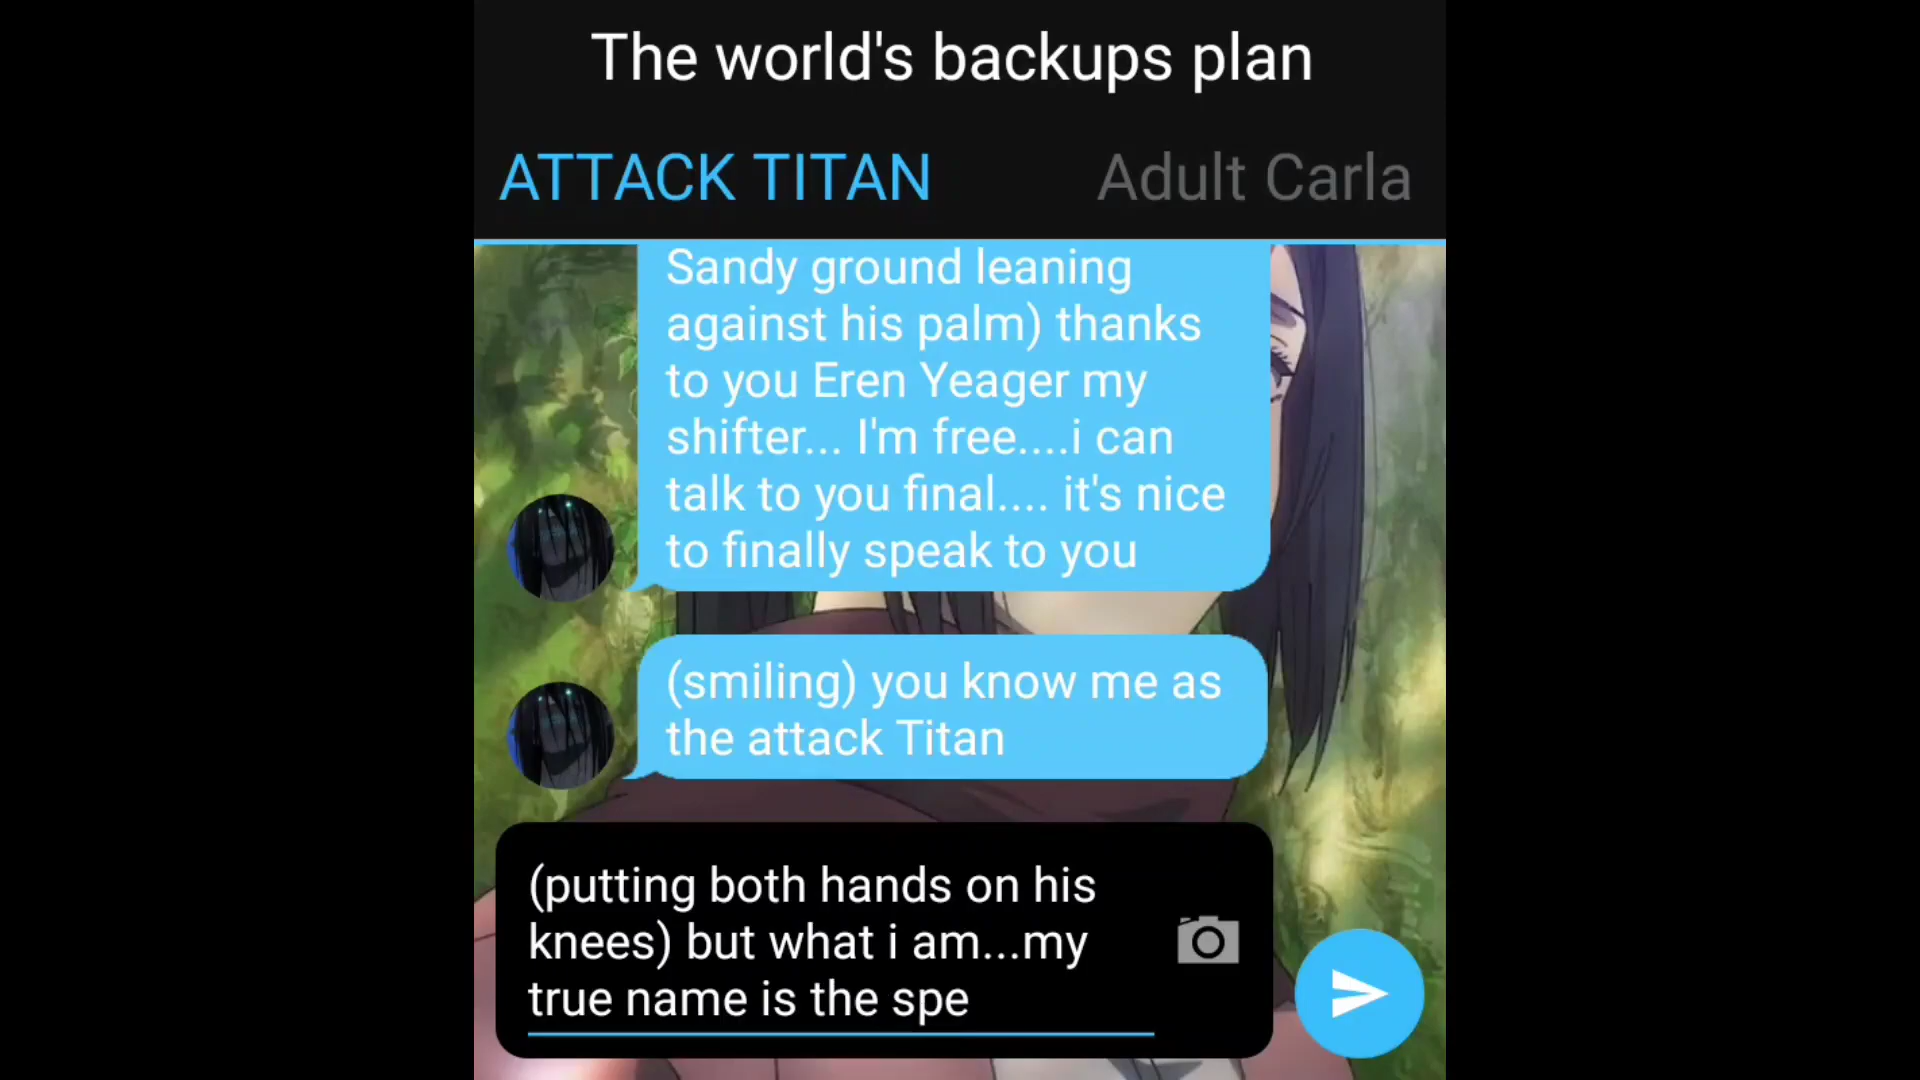 The world's backups plan
ATTACK TITAN
Adult Carla
Sandy ground leaning
against his palm) thanks
to you Eren Yeager my
shifter... I'm free....i can
talk to you final.... it's nice
to finally speak to you
(smiling) you know me as
the attack Titan
(putting both hands on his
knees) but what i am...my
true name is the spe